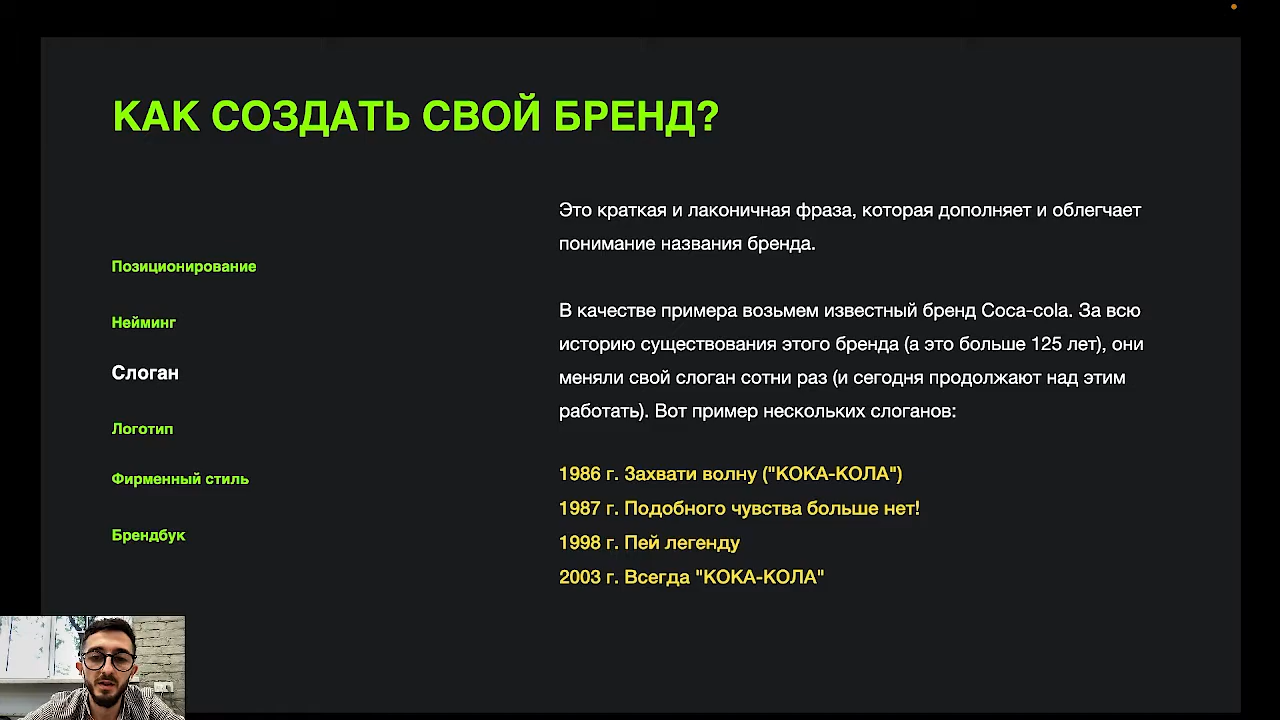 КАК СОЗДАТЬ СВОЙ БРЕНД?
Позиционирование
Нейминг
Слоган
Логотип
Фирменный стиль
Брендбук
Это краткая и лаконичная фраза, которая дополняет и облегчает
понимание названия бренда.
В качестве примера возьмем известный бренд Coca-cola. За всю
историю существования этого бренда (а это больше 125 лет), они
меняли свой слоган сотни раз (и сегодня продолжают над этим
работать). Вот пример нескольких слоганов:
1986 г. Захвати волну ("КОКА-КОЛА")
1987 г. Подобного чувства больше нет!
1998 г. Пей легенду
2003 г. Всегда "КОКА-КОЛА"